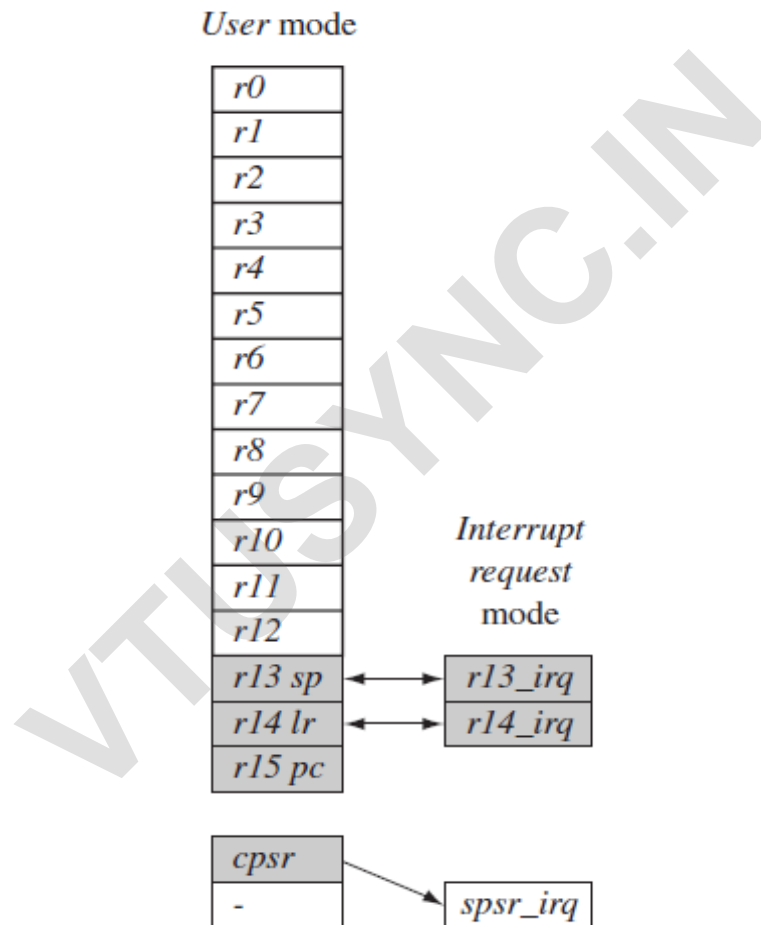 User mode
r0
r1
r2
r3
r4
r5
r6
r7
r8
r9
r10
r11
r12
r13 sp
r14 lr
r15 pc
cpsr
-
Interrupt
request
mode
r13_irq
r14_irq
spsr_irq
VTUSYNC.IN